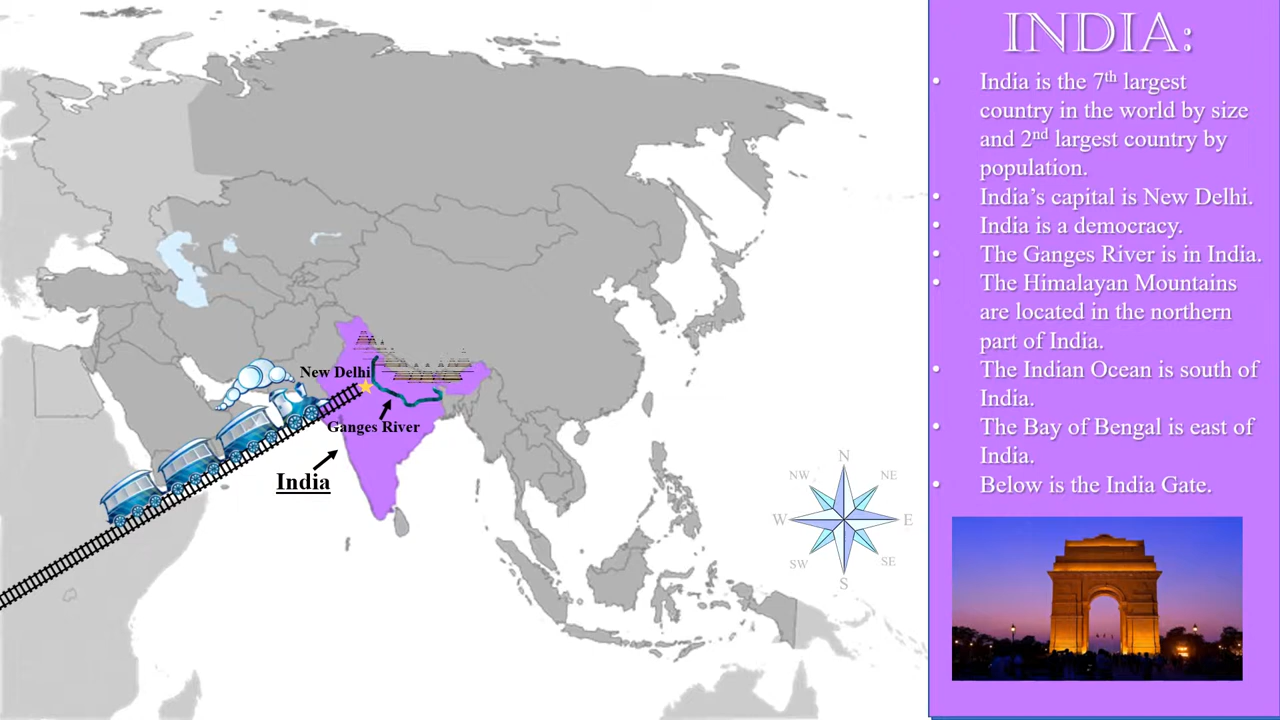 INDIA:
• India is the 7th largest
country in the world by size
and 2nd largest country by
population.
• India’s capital is New Delhi.
• India is a democracy.
• The Ganges River is in India.
• The Himalayan Mountains
are located in the northern
part of India.
• The Indian Ocean is south of
India.
• The Bay of Bengal is east of
India.
• Below is the India Gate.
New Delhi
Ganges River
India
N
NW
NE
W
E
SW
SE
S